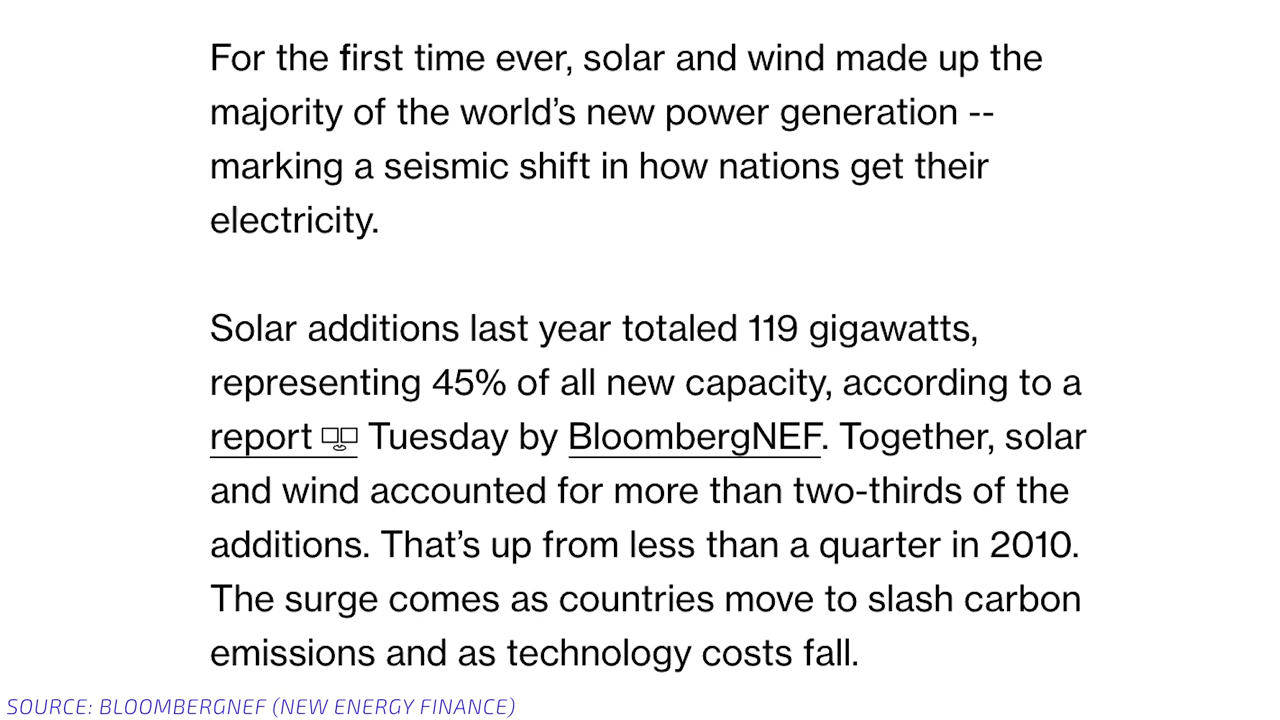 For the first time ever, solar and wind made up the
majority of the world’s new power generation --
marking a seismic shift in how nations get their
electricity.
Solar additions last year totaled 119 gigawatts,
representing 45% of all new capacity, according to a
report Tuesday by BloombergNEF. Together, solar
and wind accounted for more than two-thirds of the
additions. That’s up from less than a quarter in 2010.
The surge comes as countries move to slash carbon
emissions and as technology costs fall.
SOURCE: BLOOMBERGNEF (NEW ENERGY FINANCE)